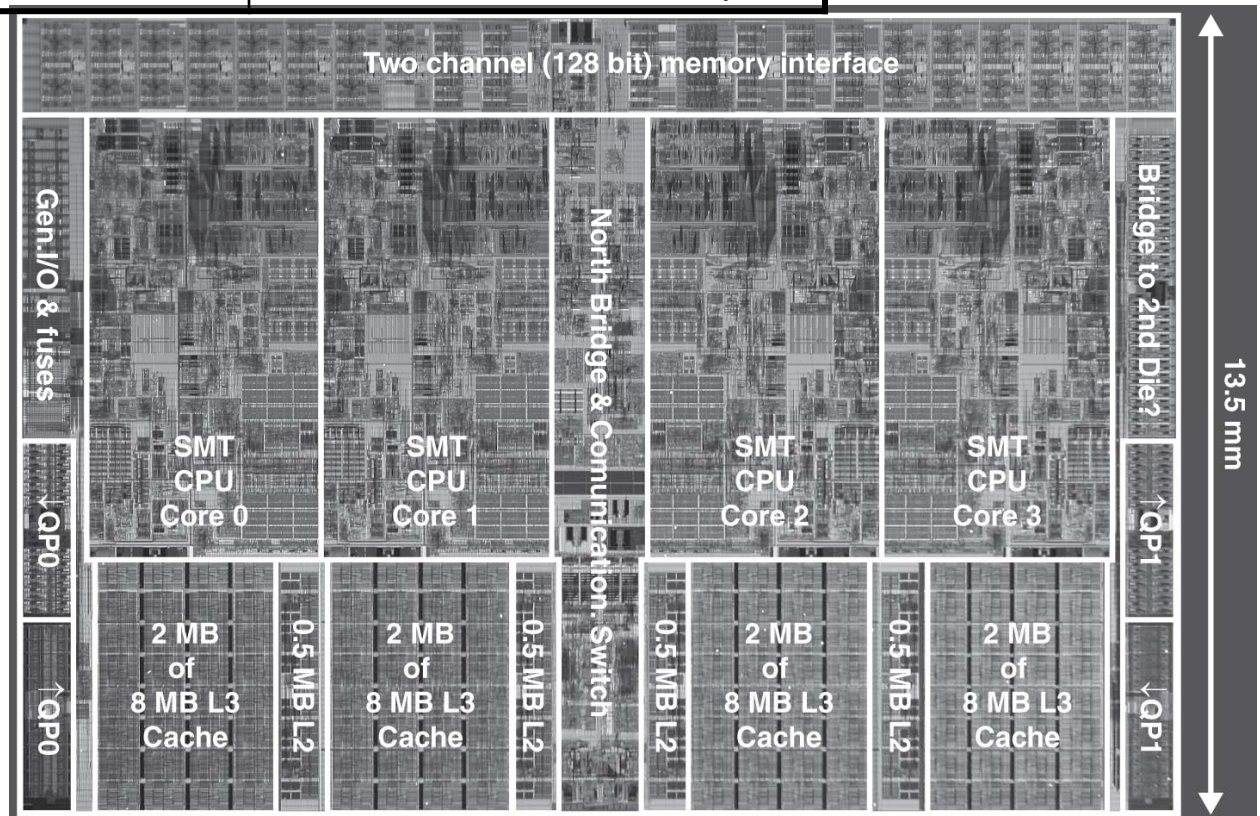 Two channel (128 bit) memory interface
Gen.I/O & fuses
SMT
CPU
Core 0
SMT
CPU
Core 1
North Bridge & Communication. Switch
SMT
CPU
Core 2
SMT
CPU
Core 3
Bridge to 2nd Die?
13.5 mm
↓QP0
↑QP0
2 MB
of
8 MB L3
Cache
0.5 MB L2
2 MB
of
8 MB L3
Cache
0.5 MB L2
0.5 MB L2
2 MB
of
8 MB L3
Cache
0.5 MB L2
2 MB
of
8 MB L3
Cache
↑QP1
↓QP1